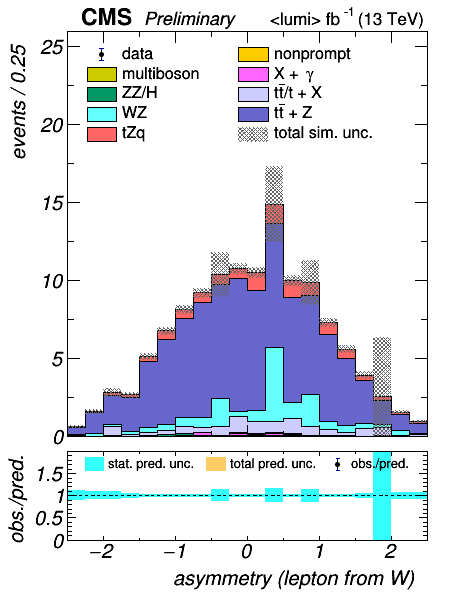 CMS Preliminary <lumi> fb⁻¹ (13 TeV)
events / 0.25
25
20
15
10
5
0
data
multiboson
ZZ/H
WZ
tZq
nonprompt
X + γ
tt̄/t + X
tt̄ + Z
total sim. unc.
obs./pred.
1.5
1
0.5
0
stat. pred. unc. total pred. unc. obs./pred.
−2 −1 0 1 2
asymmetry (lepton from W)